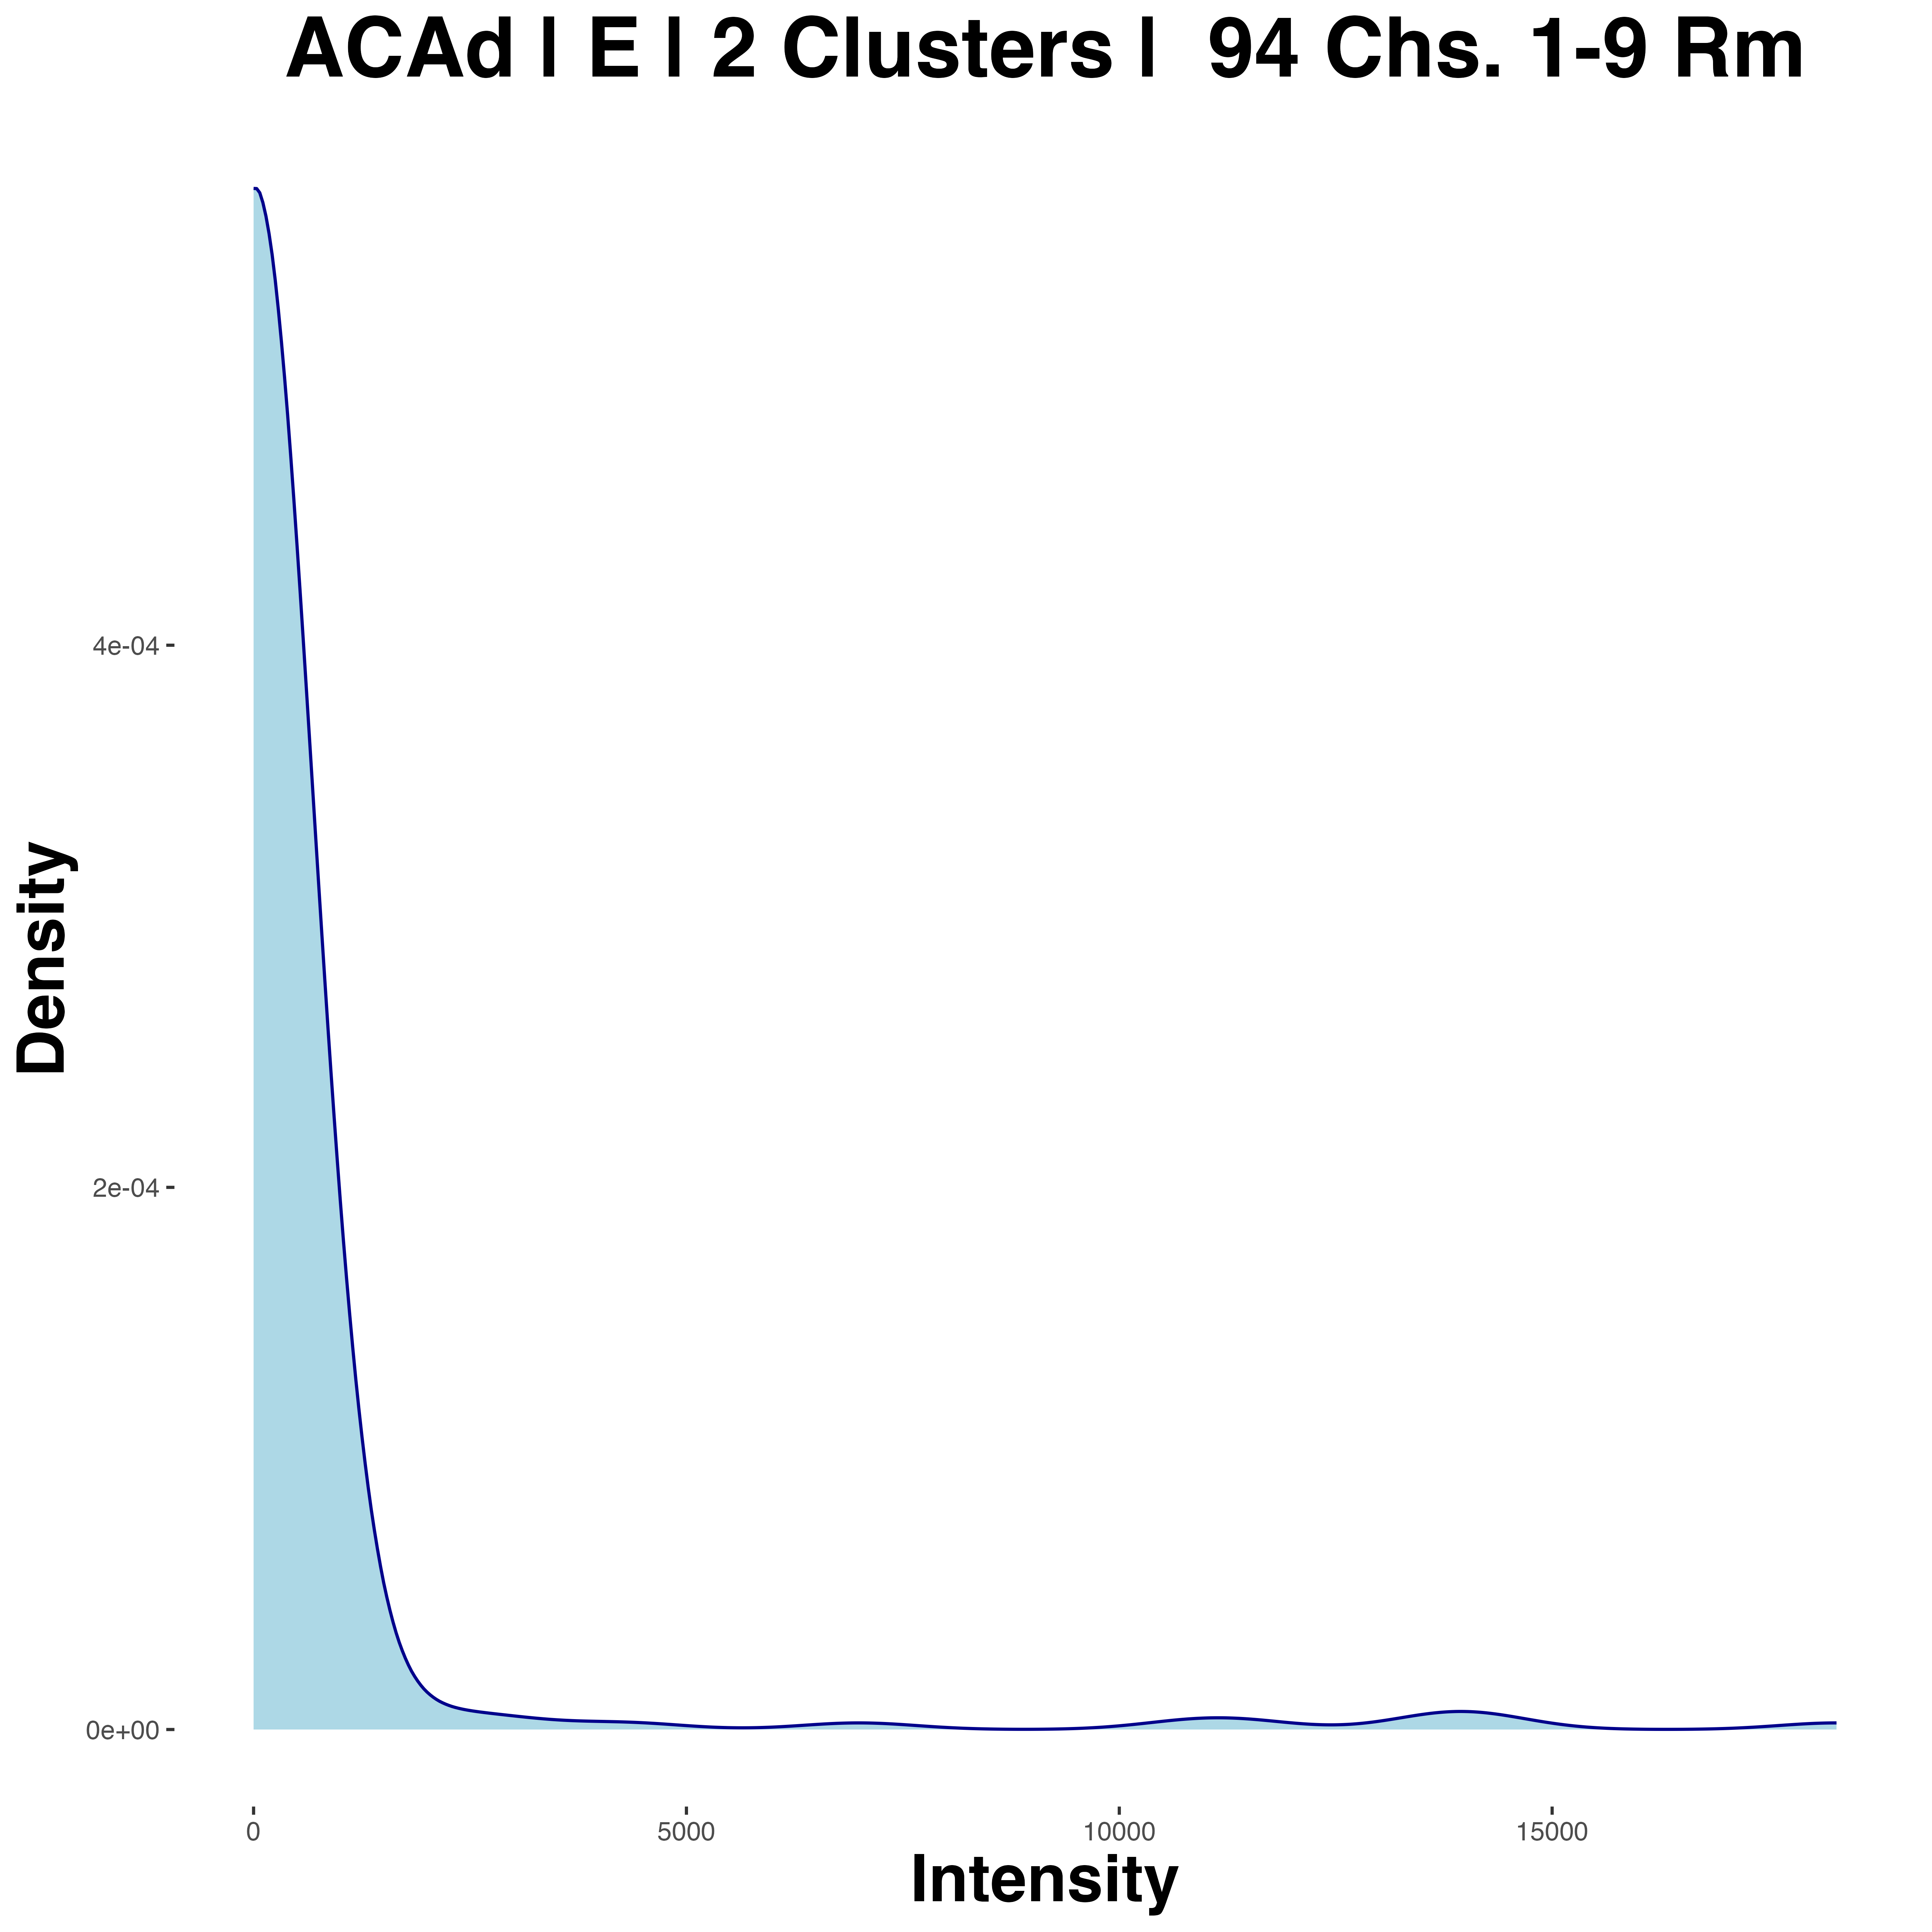 ACAd | E | 2 Clusters |  94 Chs. 1-9 Rm
Density
4e-04
2e-04
0e+00
0 5000 10000 15000
Intensity